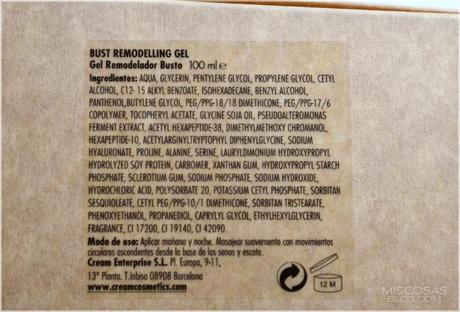 BUST REMODELLING GEL
Gel Remodelador Busto 100 ml e
Ingredientes: AQUA, GLYCERIN, PENTYLENE GLYCOL, PROPYLENE GLYCOL, CETYL
ALCOHOL, C12- 15 ALKYL BENZOATE, ISOHEXADECANE, BENZYL ALCOHOL,
PANTHENOL,BUTYLENE GLYCOL, PEG/PPG-18/18 DIMETHICONE, PEG/PPG-17/6
COPOLYMER, TOCOPHERYL ACETATE, GLYCINE SOJA OIL, PSEUDOALTEROMONAS
FERMENT EXTRACT, ACETYL HEXAPEPTIDE-38, DIMETHYLMETHOXY CHROMANOL,
HEXAPEPTIDE-10, ACETYLARGINYLTRYPTOPHYL DIPHENYLGLYCINE, SODIUM
HYALURONATE, PROLINE, ALANINE, SERINE, LAURYLDIMONIUM HYDROXYPROPYL
HYDROLYZED SOY PROTEIN, CARBOMER, XANTHAN GUM, HYDROXYPROPYL STARCH
PHOSPHATE, SCLEROTIUM GUM, SODIUM PHOSPHATE, SODIUM HYDROXIDE,
HYDROCHLORIC ACID, POLYSORBATE 20, POTASSIUM CETYL PHOSPHATE, SORBITAN
SESQUIOLEATE, CETYL PEG/PPG-10/1 DIMETHICONE, SORBITAN TRISTEARATE,
PHENOXYETHANOL, PROPANEDIOL, CAPRYLYL GLYCOL, ETHYLHEXYLGLYCERIN,
FRAGRANCE, CI 17200, CI 19140, CI 42090.
Modo de uso: Aplicar mañana y noche. Masajear suavemente con movimientos
circulares ascendentes desde la base de los senos y escote.
Cream Enterprise S.L. Pl. Europa, 9-11,
13ª Planta. T.Inbisa 08908 Barcelona
www.creamcosmetics.com
12 M
MISCOSAS
BLOG.COM